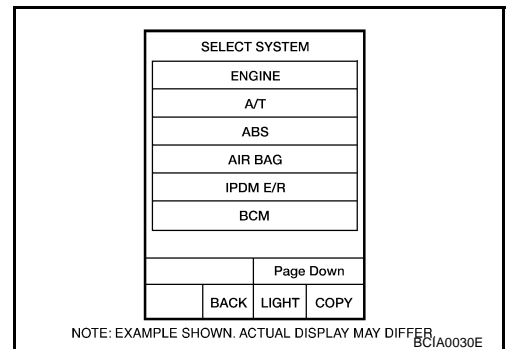 SELECT SYSTEM
ENGINE
A/T
ABS
AIR BAG
IPDM E/R
BCM
Page Down
BACK LIGHT COPY
NOTE: EXAMPLE SHOWN. ACTUAL DISPLAY MAY DIFFER.
BCIA0030E